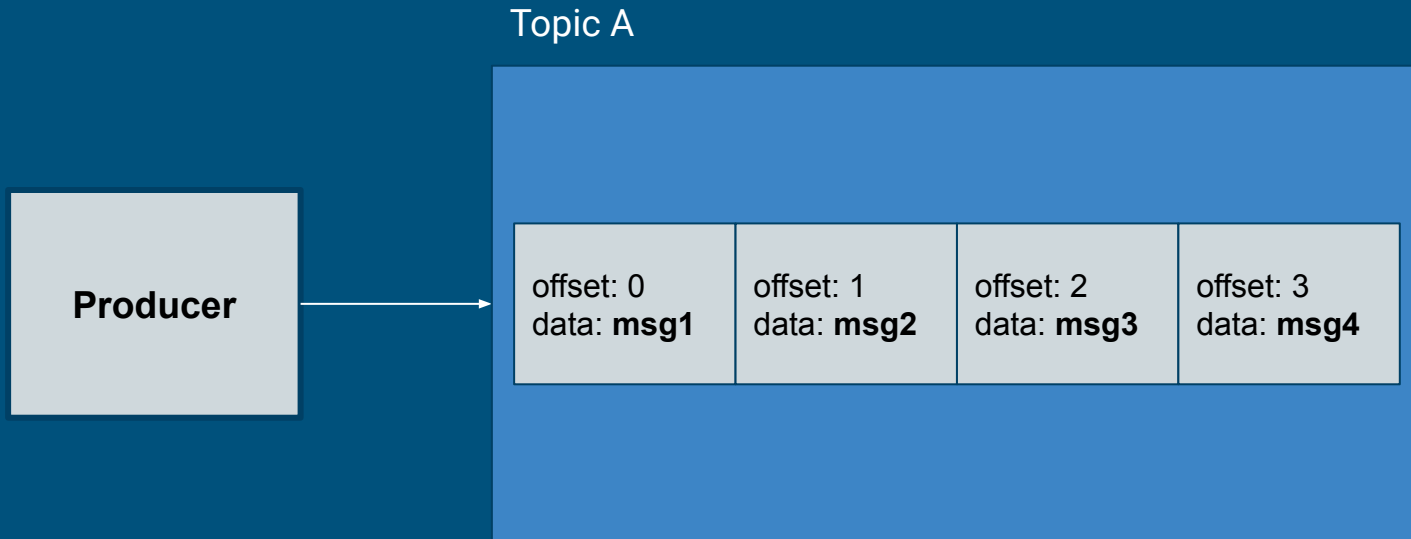 Topic A
Producer
offset: 0
data: msg1
offset: 1
data: msg2
offset: 2
data: msg3
offset: 3
data: msg4